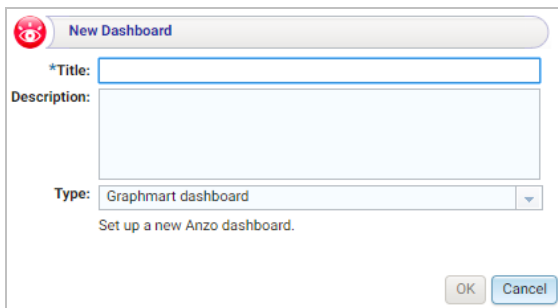 New Dashboard
*Title:
Description:
Type: Graphmart dashboard
Set up a new Anzo dashboard.
OK Cancel